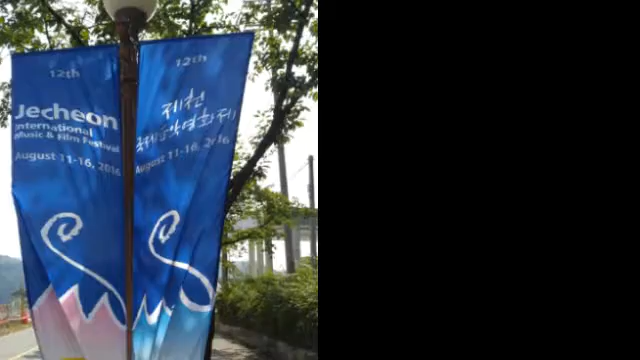 12th
Jecheon
International
Music & Film Festival
August 11-16, 2016
12th
제천
국제음악영화제
August 11-16, 2016